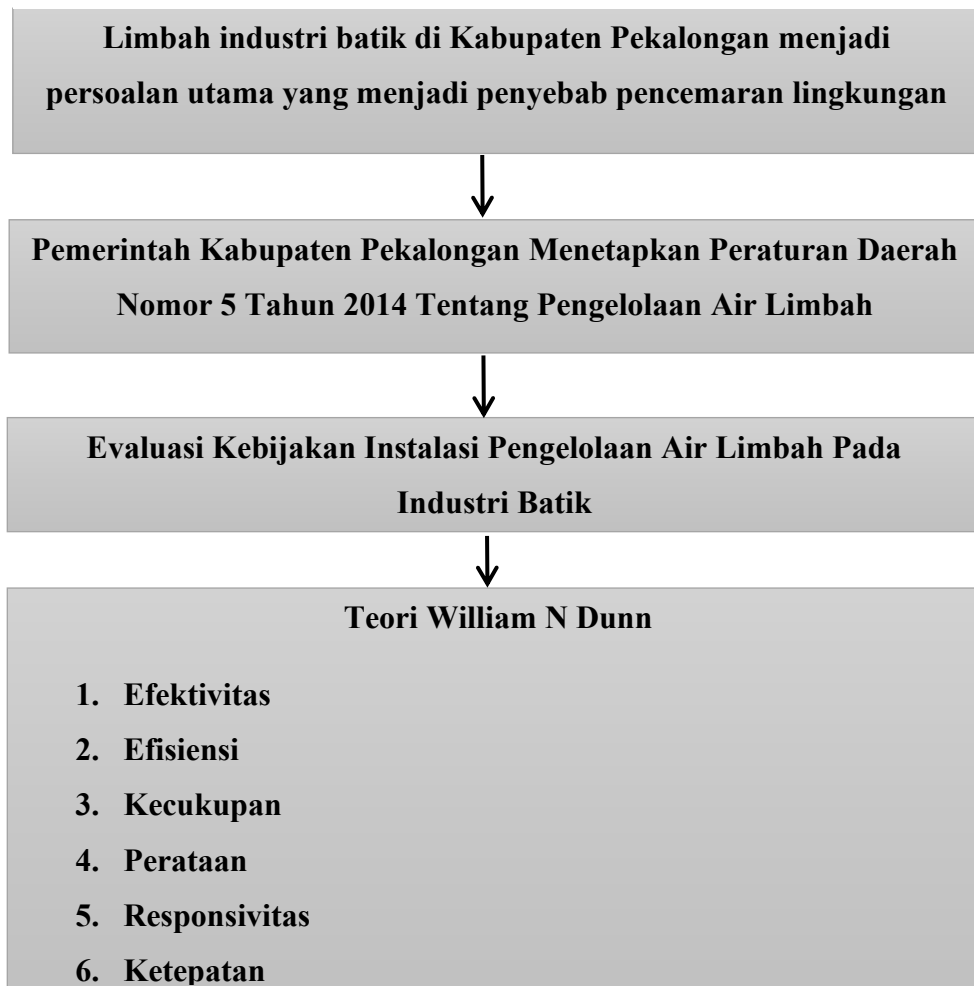 Limbah industri batik di Kabupaten Pekalongan menjadi
persoalan utama yang menjadi penyebab pencemaran lingkungan
Pemerintah Kabupaten Pekalongan Menetapkan Peraturan Daerah
Nomor 5 Tahun 2014 Tentang Pengelolaan Air Limbah
Evaluasi Kebijakan Instalasi Pengelolaan Air Limbah Pada
Industri Batik
Teori William N Dunn
1. Efektivitas
2. Efisiensi
3. Kecukupan
4. Perataan
5. Responsivitas
6. Ketepatan